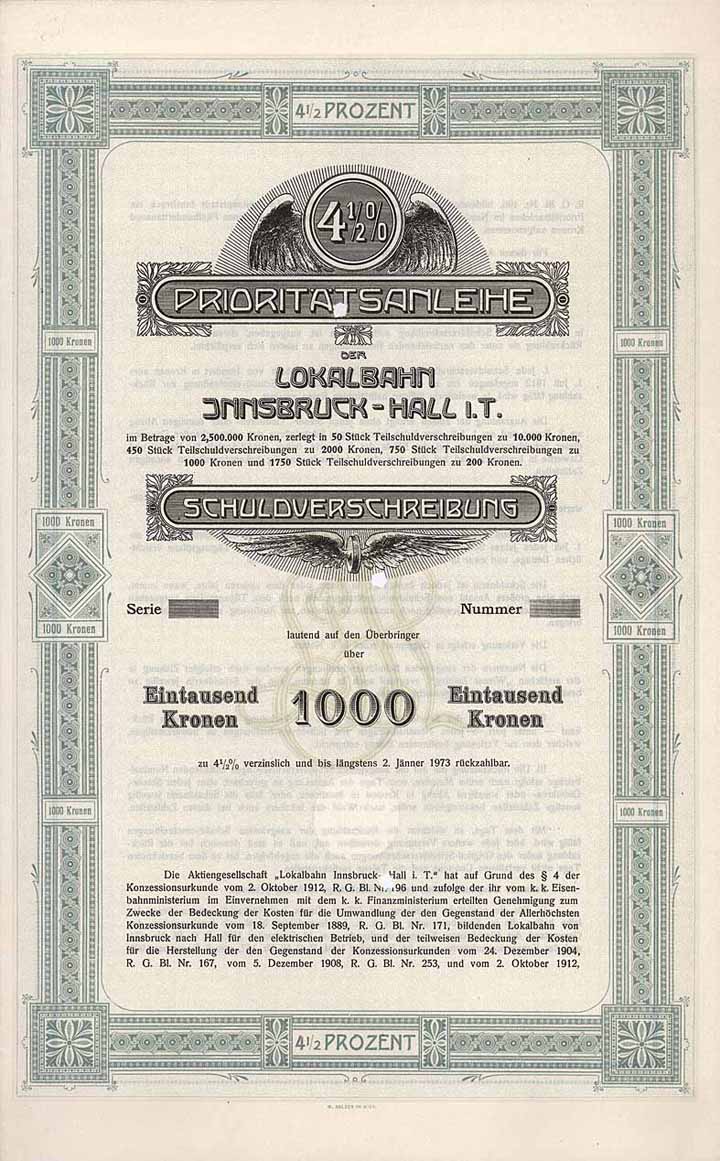 4½ PROZENT
4½%
PRIORITÄTSANLEIHE
DER
LOKALBAHN
INNSBRUCK-HALL I.T.
im Betrage von 2,500.000 Kronen, zerlegt in 50 Stück Teilschuldverschreibungen zu 10.000 Kronen,
450 Stück Teilschuldverschreibungen zu 2000 Kronen, 750 Stück Teilschuldverschreibungen zu
1000 Kronen und 1750 Stück Teilschuldverschreibungen zu 200 Kronen.
1000 Kronen
1000 Kronen
SCHULDVERSCHREIBUNG
1000 Kronen
1000 Kronen
Serie
Nummer
1000 Kronen
1000 Kronen
lautend auf den Überbringer
über
Eintausend Kronen
1000
Eintausend Kronen
zu 4½% verzinslich und bis längstens 2. Jänner 1973 rückzahlbar.
1000 Kronen
1000 Kronen
Die Aktiengesellschaft „Lokalbahn Innsbruck-Hall i. T." hat auf Grund des § 4 der
Konzessionsurkunde vom 2. Oktober 1912, R. G. Bl. Nr. 196 und zufolge der ihr vom k. k. Eisen-
bahnministerium im Einvernehmen mit dem k. k. Finanzministerium erteilten Genehmigung zum
Zwecke der Bedeckung der Kosten für die Umwandlung der den Gegenstand der Allerhöchsten
Konzessionsurkunde vom 18. September 1889, R. G. Bl. Nr. 171, bildenden Lokalbahn von
Innsbruck nach Hall für den elektrischen Betrieb, und der teilweisen Bedeckung der Kosten
für die Herstellung der den Gegenstand der Konzessionsurkunden vom 24. Dezember 1904,
R. G. Bl. Nr. 167, vom 5. Dezember 1908, R. G. Bl. Nr. 253, und vom 2. Oktober 1912,
4½ PROZENT